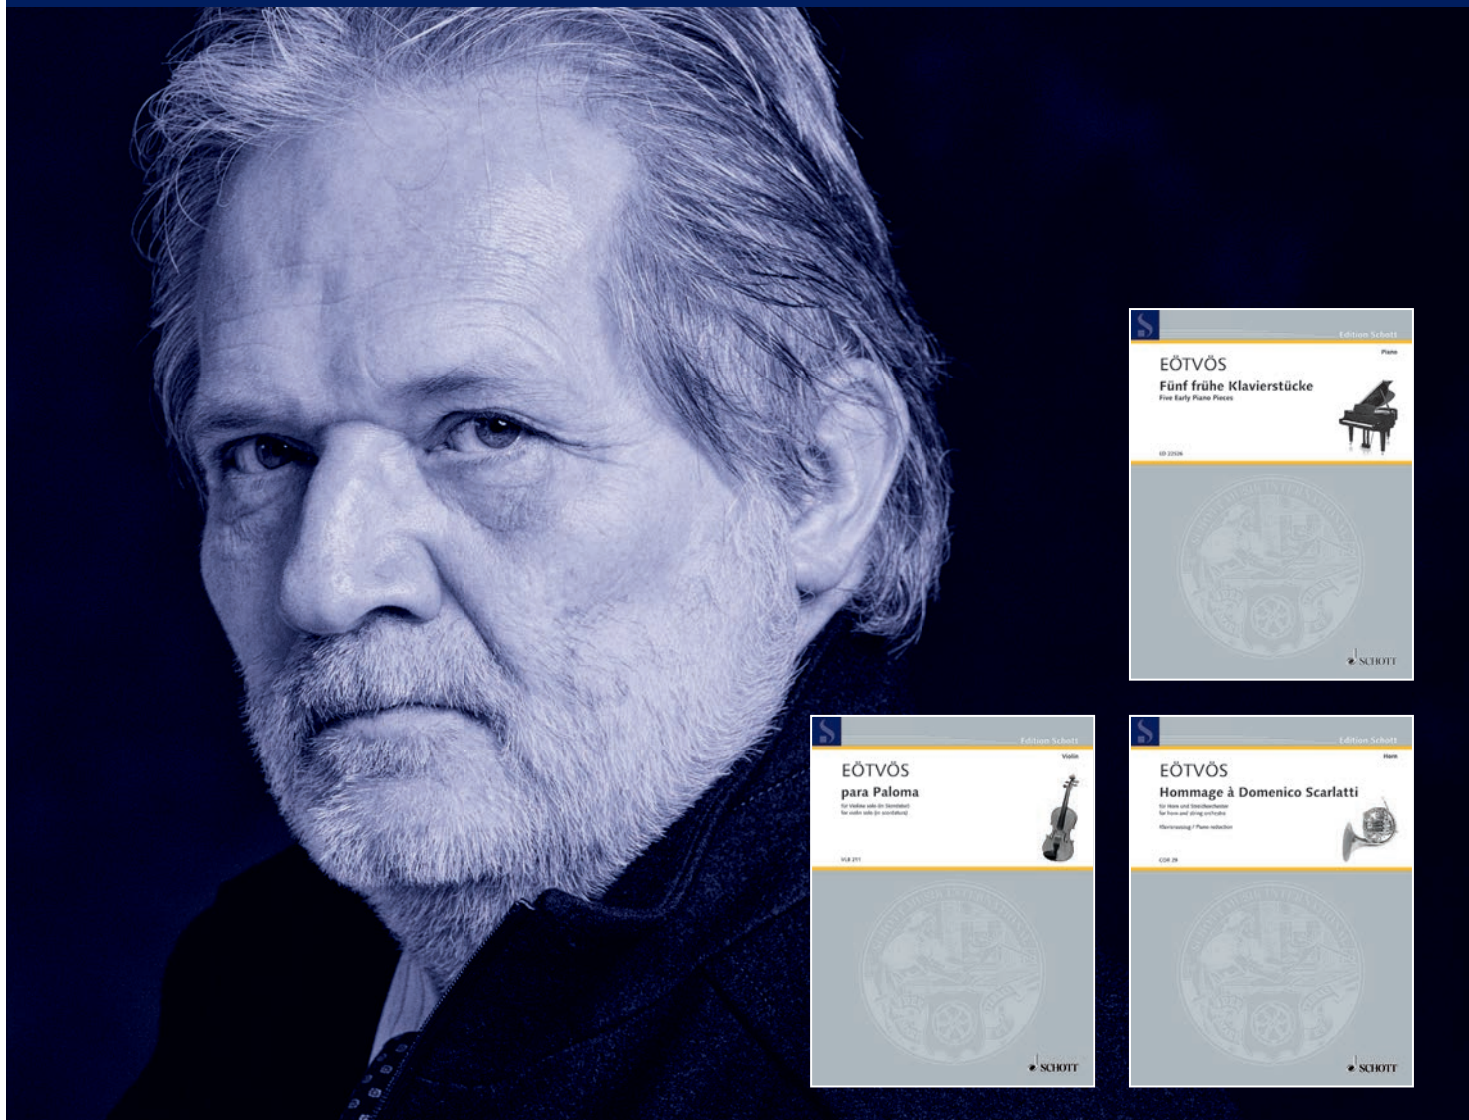 Edition Schott
Piano
EÖTVÖS
Fünf frühe Klavierstücke
Five Early Piano Pieces
ED 22526
SCHOTT
Edition Schott
Violin
EÖTVÖS
para Paloma
für Violine solo (in Skordatur)
for violin solo (in scordatura)
VLB 211
SCHOTT
Edition Schott
Horn
EÖTVÖS
Hommage à Domenico Scarlatti
für Horn und Streichorchester
for horn and string orchestra
Klavierauszug / Piano reduction
COR 29
SCHOTT